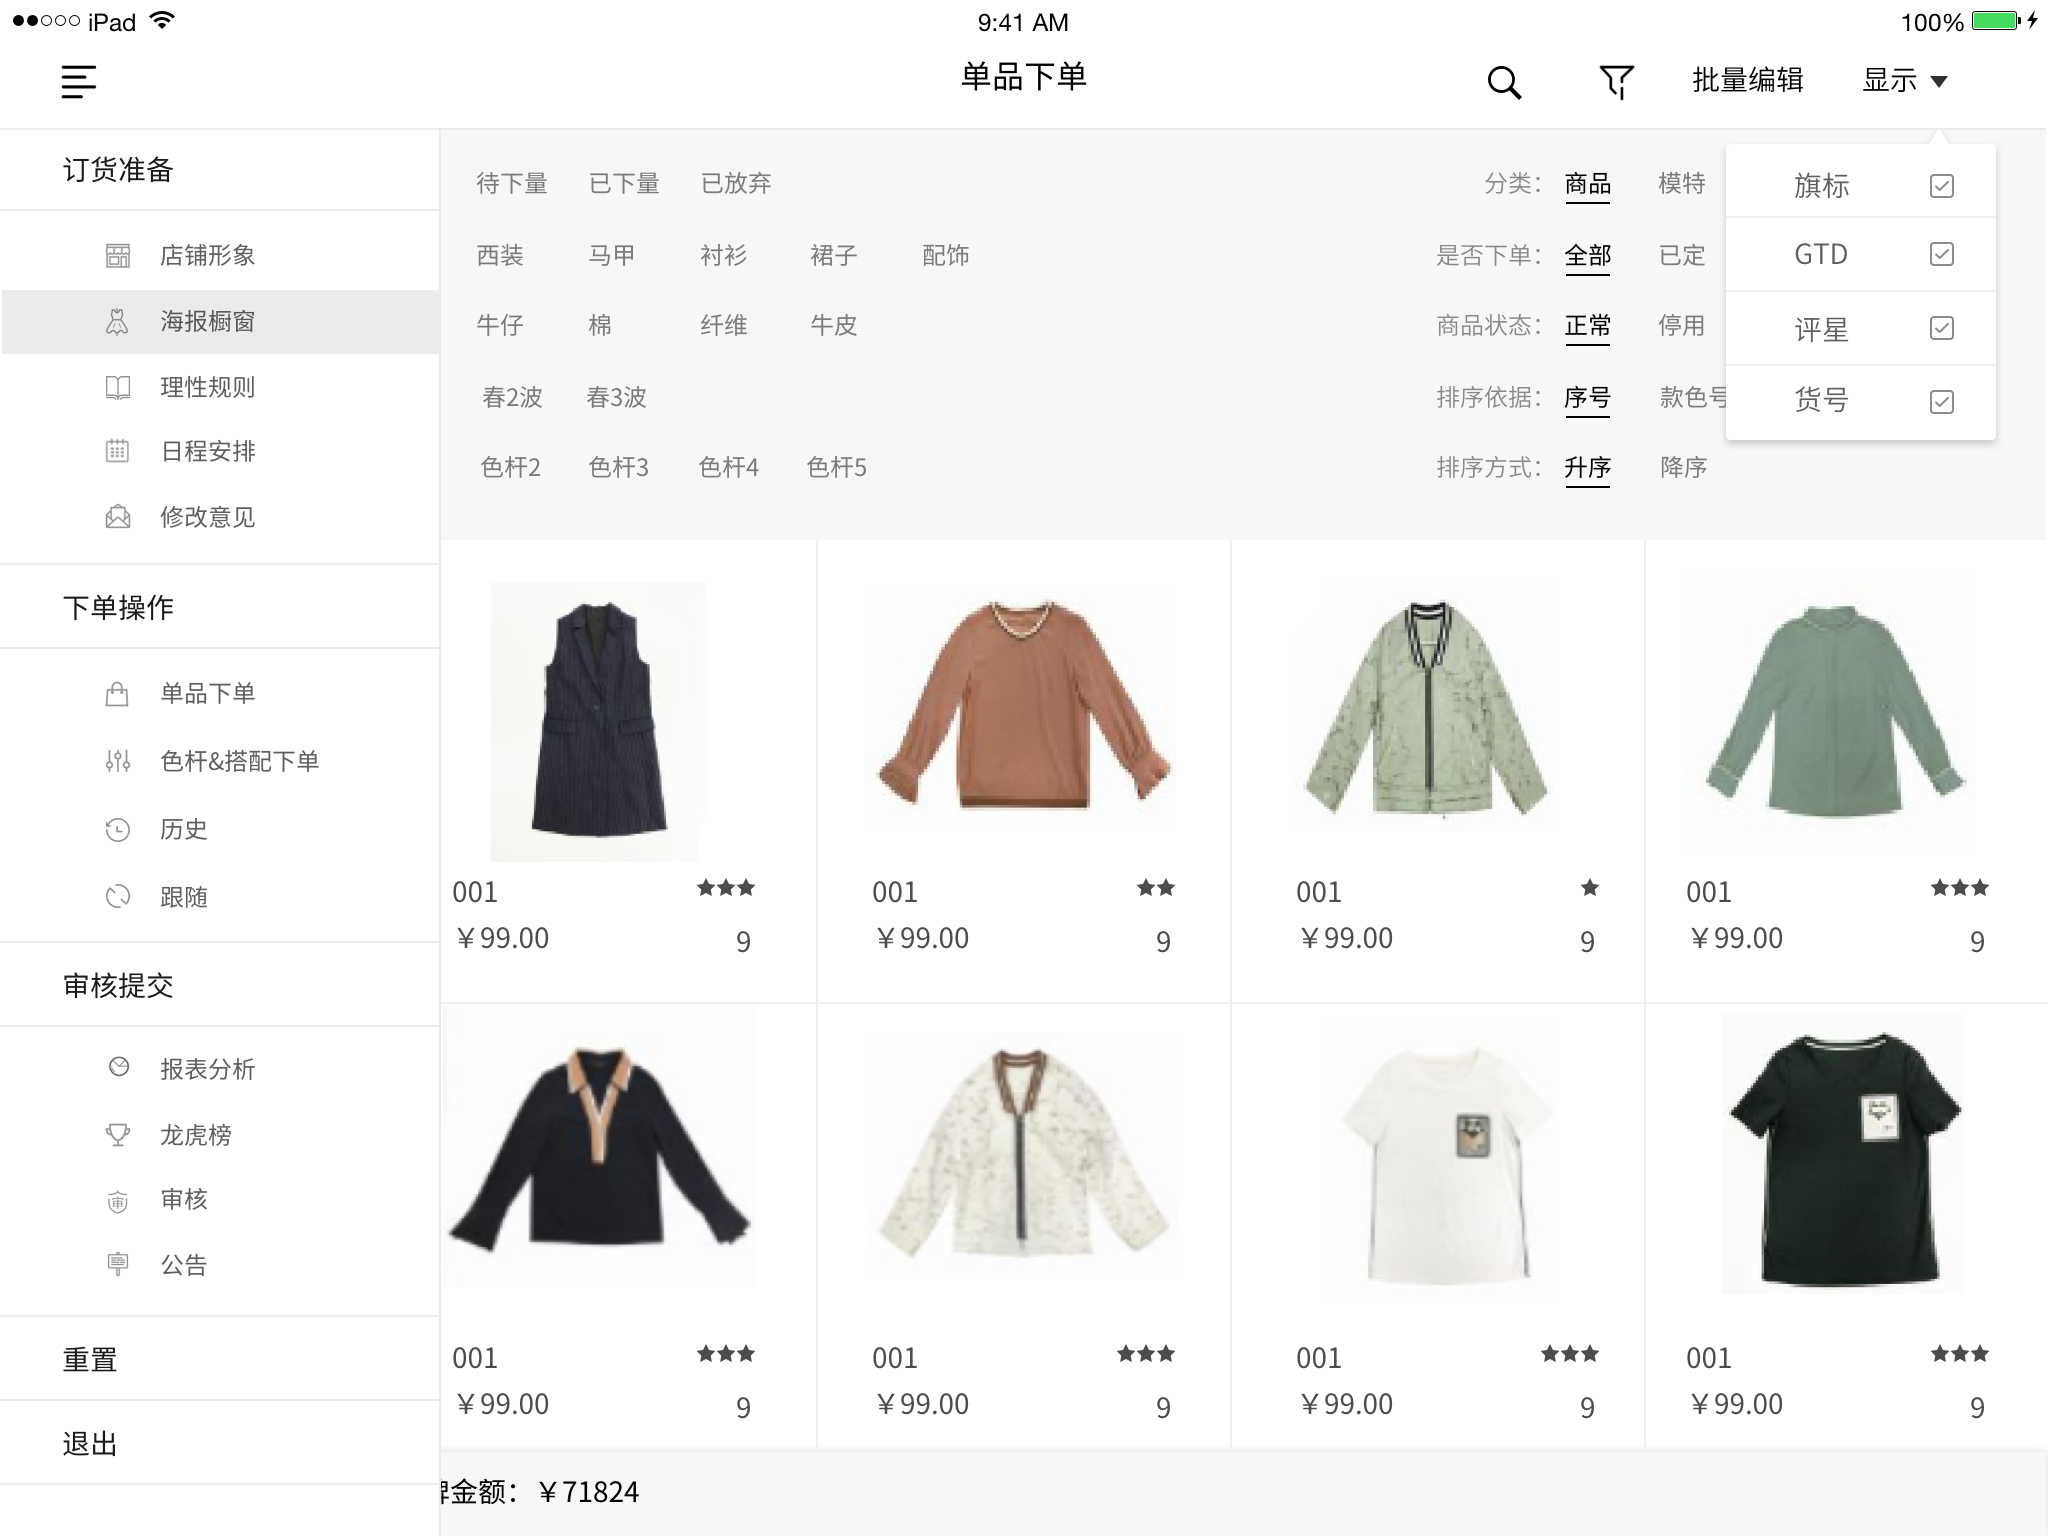 iPad 9:41 AM 100%
单品下单 批量编辑 显示
订货准备
店铺形象
海报橱窗
理性规则
日程安排
修改意见
下单操作
单品下单
色杆&搭配下单
历史
跟随
审核提交
报表分析
龙虎榜
审核
公告
重置
退出
待下量 已下量 已放弃
西装 马甲 衬衫 裙子 配饰
牛仔 棉 纤维 牛皮
春2波 春3波
色杆2 色杆3 色杆4 色杆5
分类： 商品 模特
是否下单： 全部 已定
商品状态： 正常 停用
排序依据： 序号 款色号
排序方式： 升序 降序
旗标
GTD
评星
货号
001 001 001 001
￥99.00 9 ￥99.00 9 ￥99.00 9 ￥99.00 9
001 001 001 001
￥99.00 9 ￥99.00 9 ￥99.00 9 ￥99.00 9
金额：￥71824